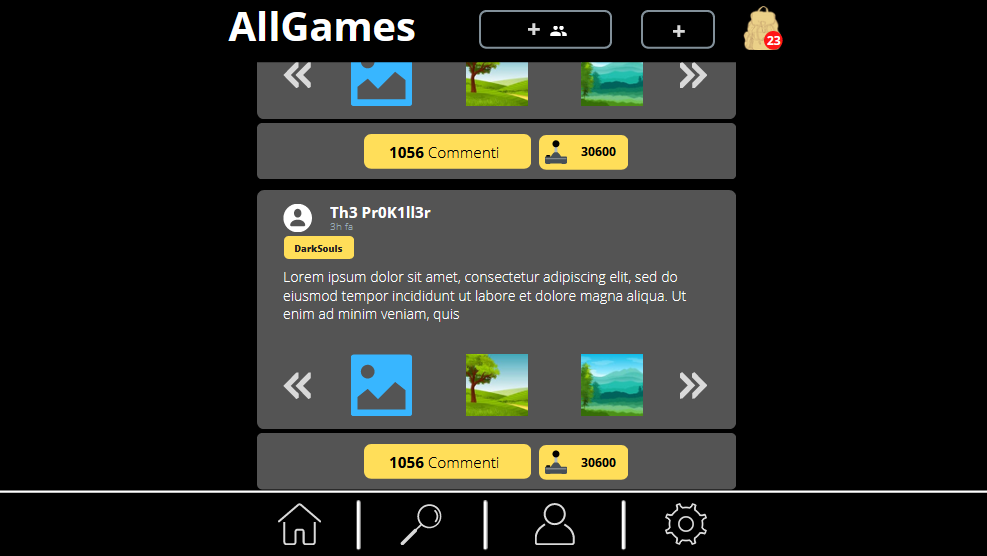 AllGames
+
+
23
1056 Commenti
30600
Th3 Pr0K1ll3r
3h fa
DarkSouls
Lorem ipsum dolor sit amet, consectetur adipiscing elit, sed do
eiusmod tempor incididunt ut labore et dolore magna aliqua. Ut
enim ad minim veniam, quis
1056 Commenti
30600